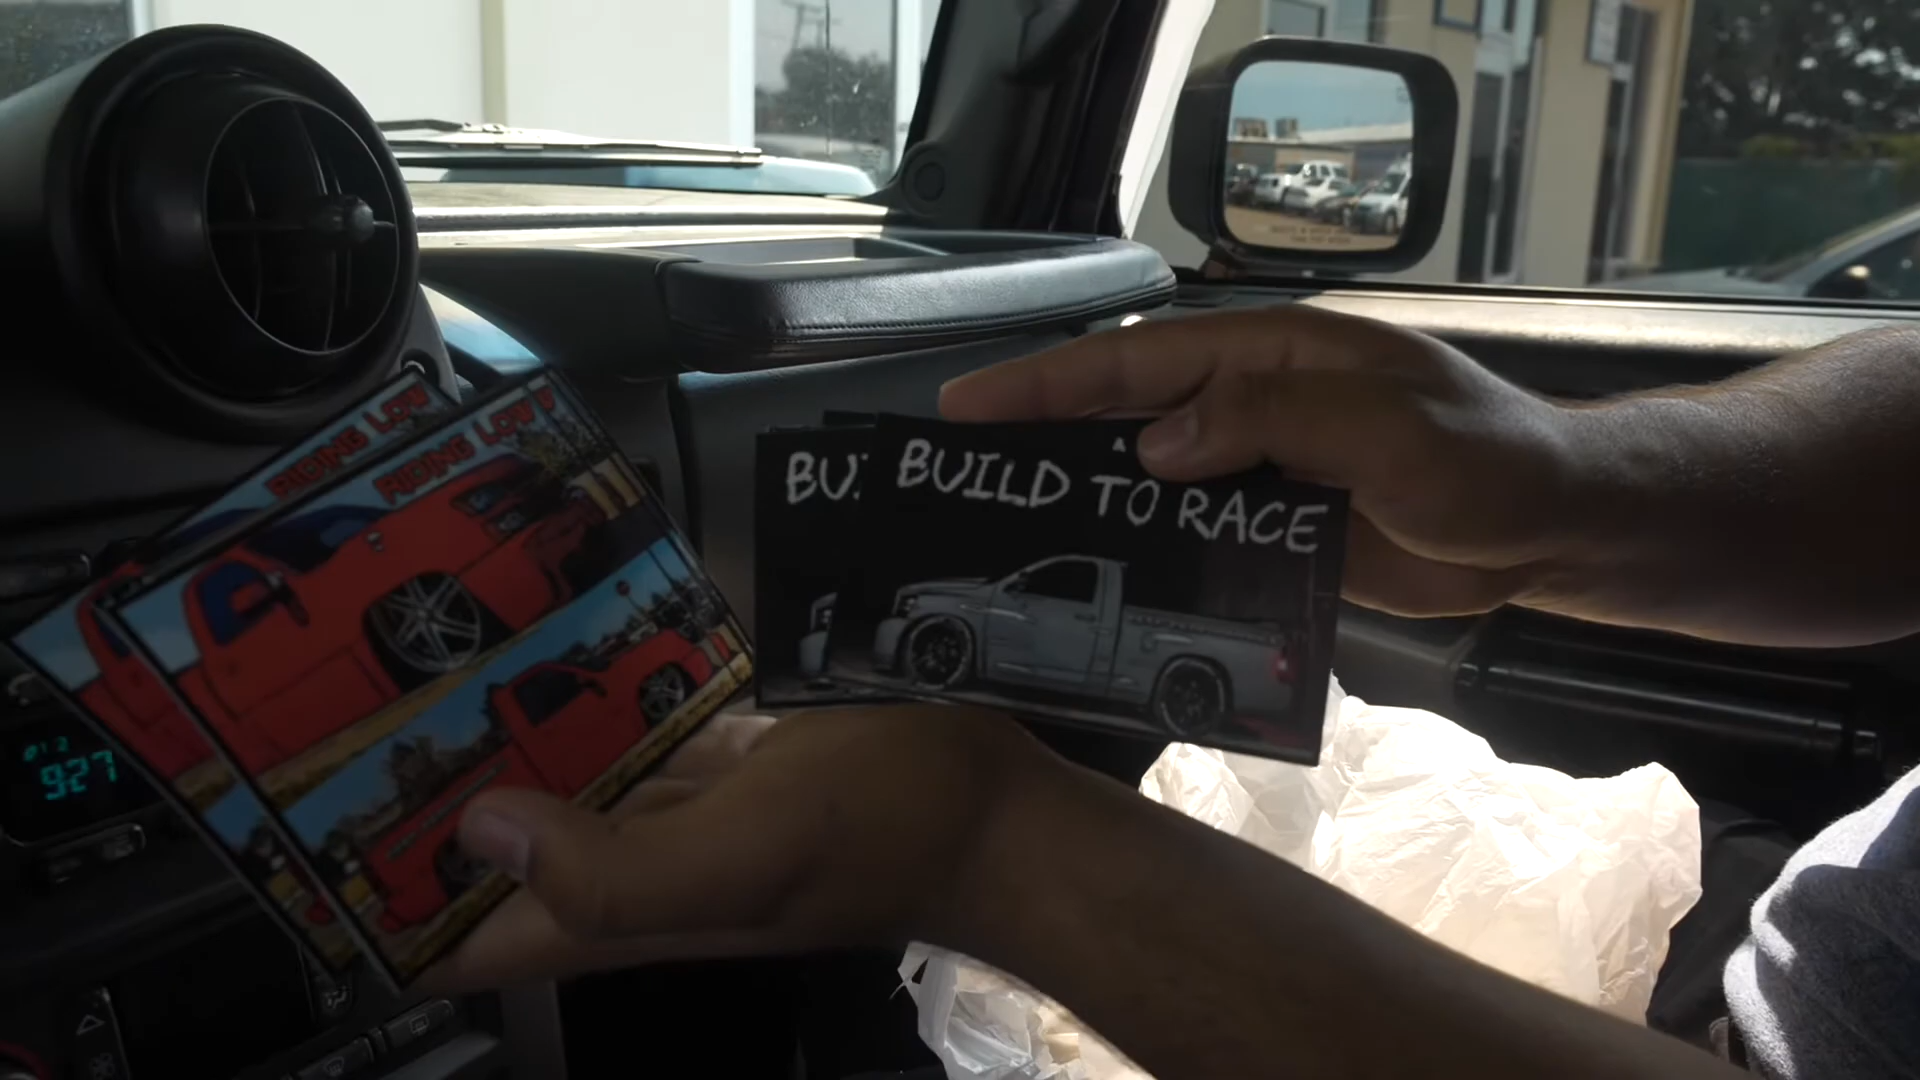 RIDING LOW
RIDING LOW
BU
BUILD TO RACE
927